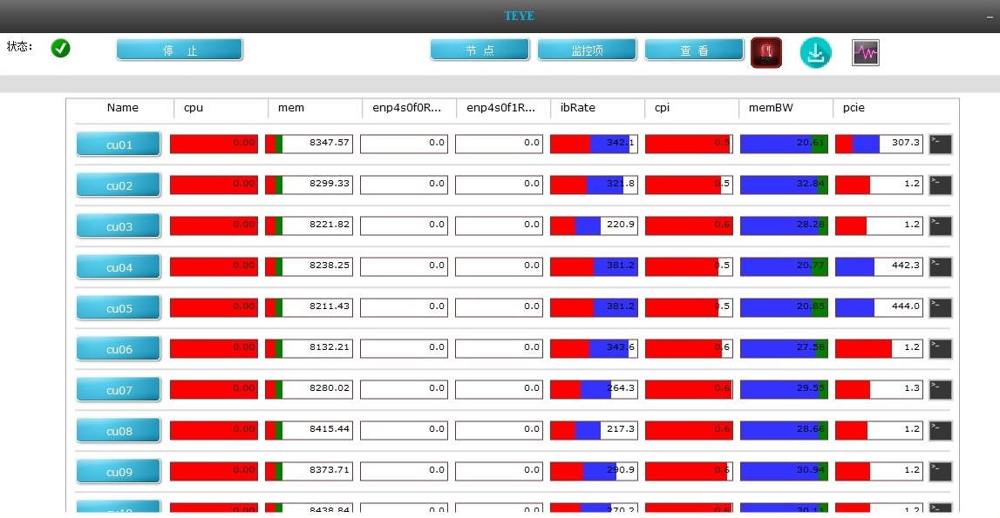 TEYE
状态：
停 止
节 点
监控项
查 看
Name cpu mem enp4s0f0R... enp4s0f1R... ibRate cpi memBW pcie
cu01 0.00 8347.57 0.0 0.0 342.1 0.5 20.61 307.3
cu02 0.00 8299.33 0.0 0.0 321.8 0.5 32.84 1.2
cu03 0.00 8221.82 0.0 0.0 220.9 0.6 28.28 1.2
cu04 0.00 8238.25 0.0 0.0 381.2 0.5 20.77 442.3
cu05 0.00 8211.43 0.0 0.0 381.2 0.5 20.85 444.0
cu06 0.00 8132.21 0.0 0.0 343.6 0.6 27.58 1.2
cu07 0.00 8280.02 0.0 0.0 264.3 0.6 29.55 1.3
cu08 0.00 8415.44 0.0 0.0 217.3 0.6 28.66 1.2
cu09 0.00 8373.71 0.0 0.0 290.9 0.6 30.94 1.2
cu10 0.00 8438.84 0.0 0.0 270.2 0.6 30.11 1.2